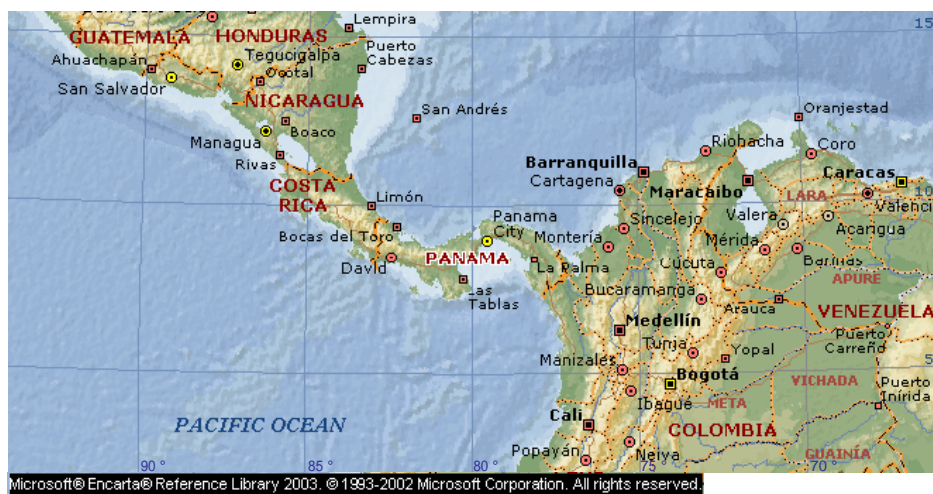 Lempira
15
GUATEMALA
HONDURAS
Puerto
Cabezas
Ahuachapán
Tegucigalpa
Ocotal
San Salvador
NICARAGUA
San Andrés
Oranjestad
Boaco
Managua
Rivas
Riohacha
Coro
Barranquilla
Cartagena
Maracaibo
Caracas
COSTA
RICA
Limón
LARA
10
Valenci
Panama
City
Sincelejo
Valera
Acarigua
Bocas del Toro
Montería
Mérida
Barinas
David
PANAMA
La Palma
Cúcuta
APURE
Las
Tablas
Bucaramanga
Arauca
VENEZUELA
Medellín
Puerto
Carreño
Tunja
Yopal
Manizales
5
Bogotá
VICHADA
Puerto
Inírida
Ibagué
META
PACIFIC OCEAN
Cali
COLOMBIA
Popayán
Neiva
GUAINÍA
90°
85°
80°
75°
70°
Microsoft® Encarta® Reference Library 2003. © 1993-2002 Microsoft Corporation. All rights reserved.